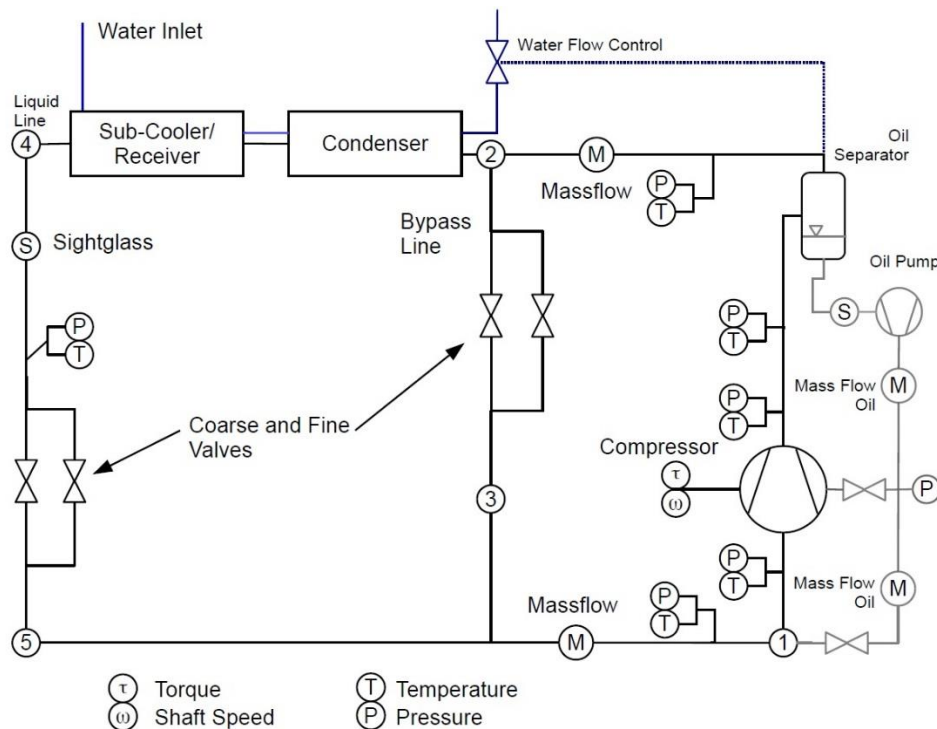 Water Inlet
Water Flow Control
Liquid
Line
4
Sub-Cooler/
Receiver
Condenser
2
M
Massflow
P
T
Oil
Separator
S
Sightglass
Bypass
Line
Oil Pump
S
P
T
P
T
M
Mass Flow
Oil
P
T
Coarse and Fine
Valves
Compressor
τ
ω
P
3
P
T
Mass Flow
Oil
M
Massflow
P
T
5
M
1
τ
Torque
T
Temperature
ω
Shaft Speed
P
Pressure